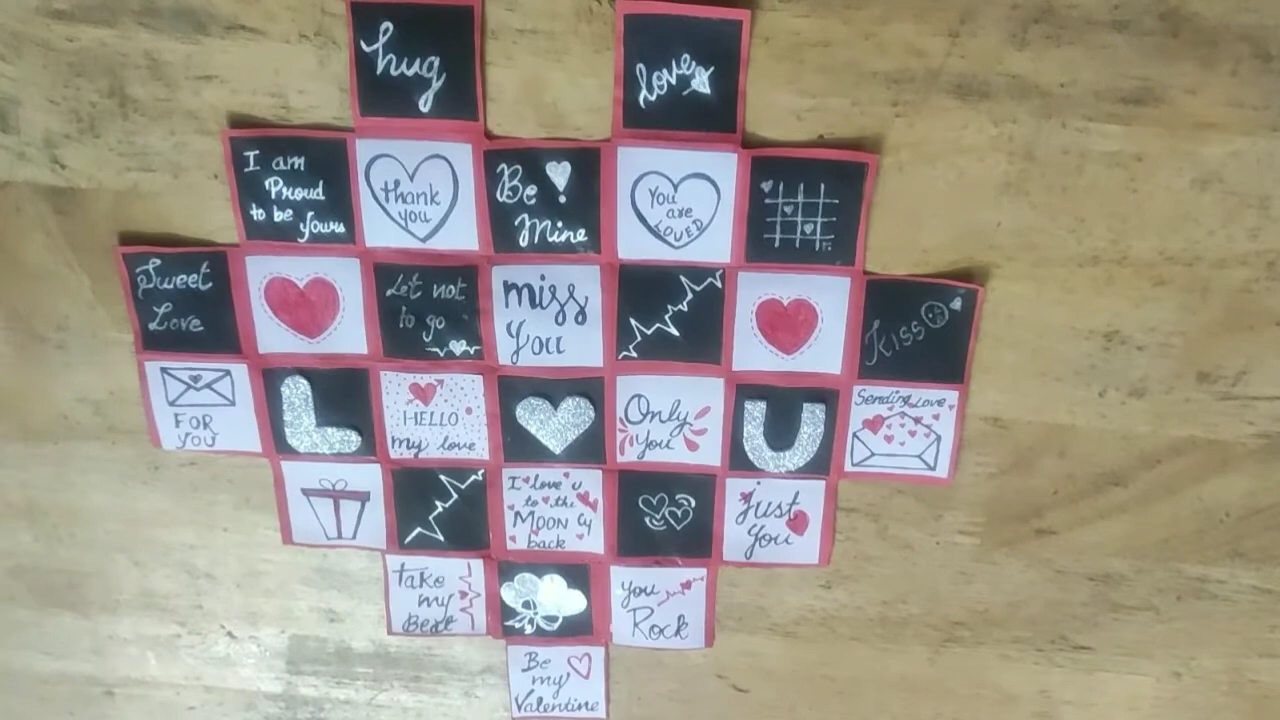 hug
love
I am
Proud
to be
yours
thank
you
Be
Mine
You
are
LOVED
Sweet
Love
Let not
to go
miss
You
Kiss
FOR
you
L
HELLO
my love
Only
You
U
Sending Love
I love u
to the
MOON
back
Just
You
Take
my
Beat
you
Rock
Be
my
Valentine